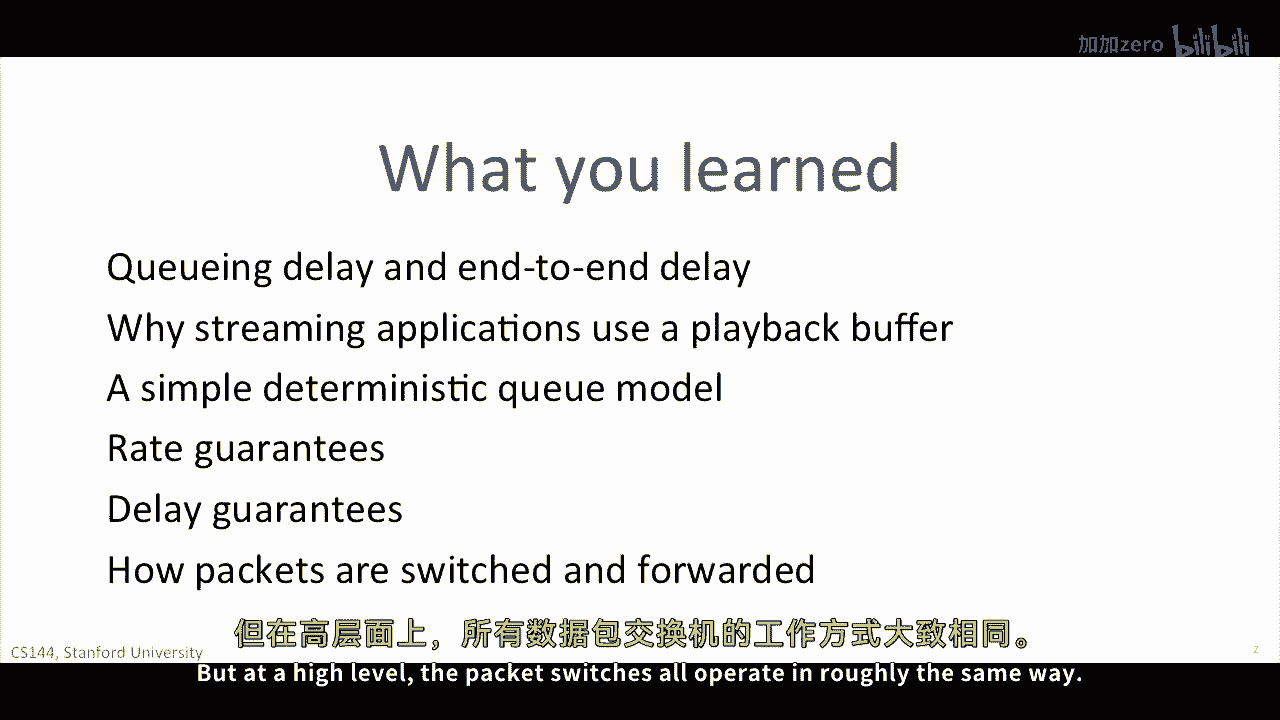 加加zero bilibili
What you learned
Queueing delay and end-to-end delay
Why streaming applications use a playback buffer
A simple deterministic queue model
Rate guarantees
Delay guarantees
How packets are switched and forwarded
但在高层面上，所有数据包交换机的工作方式大致相同。
CS144, Stanford University
2
But at a high level, the packet switches all operate in roughly the same way.